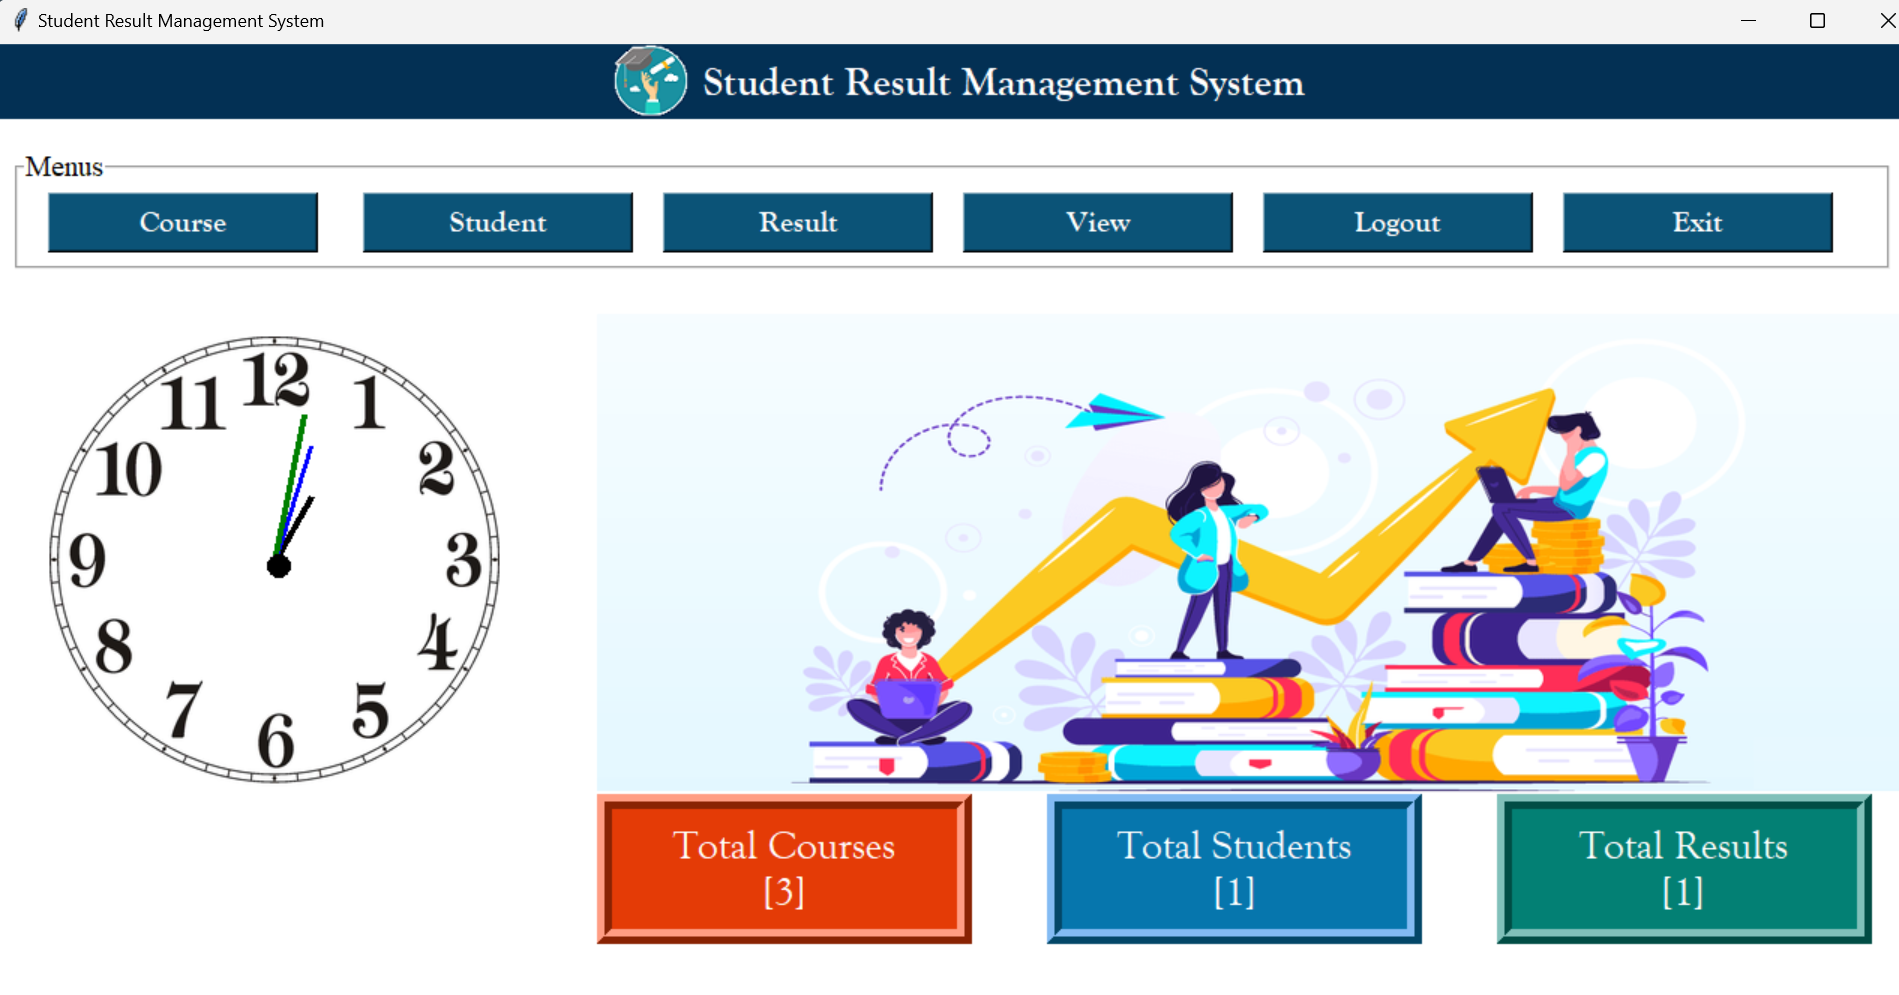 Student Result Management System
Student Result Management System
Menus
Course
Student
Result
View
Logout
Exit
12
1
2
3
4
5
6
7
8
9
10
11
Total Courses
[3]
Total Students
[1]
Total Results
[1]